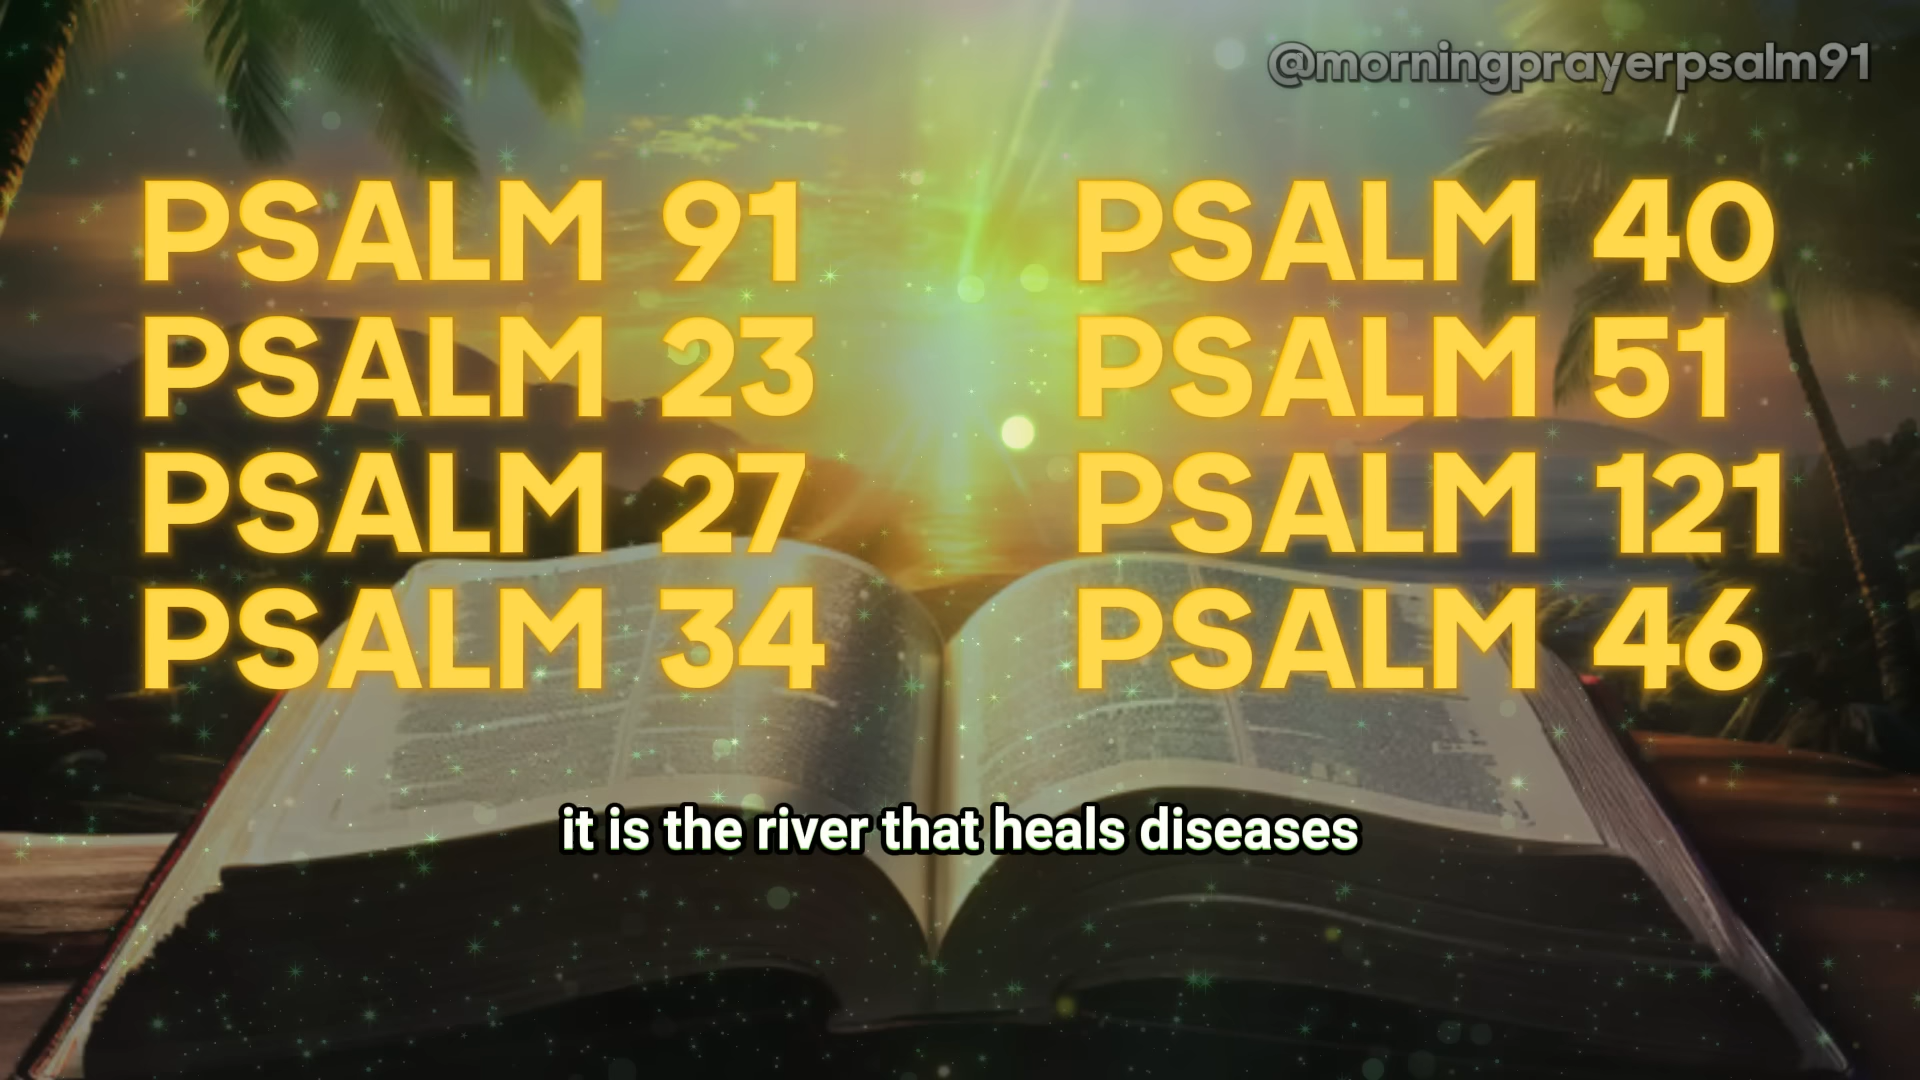 @morningprayerpsalm91
PSALM 91
PSALM 23
PSALM 27
PSALM 34
PSALM 40
PSALM 51
PSALM 121
PSALM 46
it is the river that heals diseases